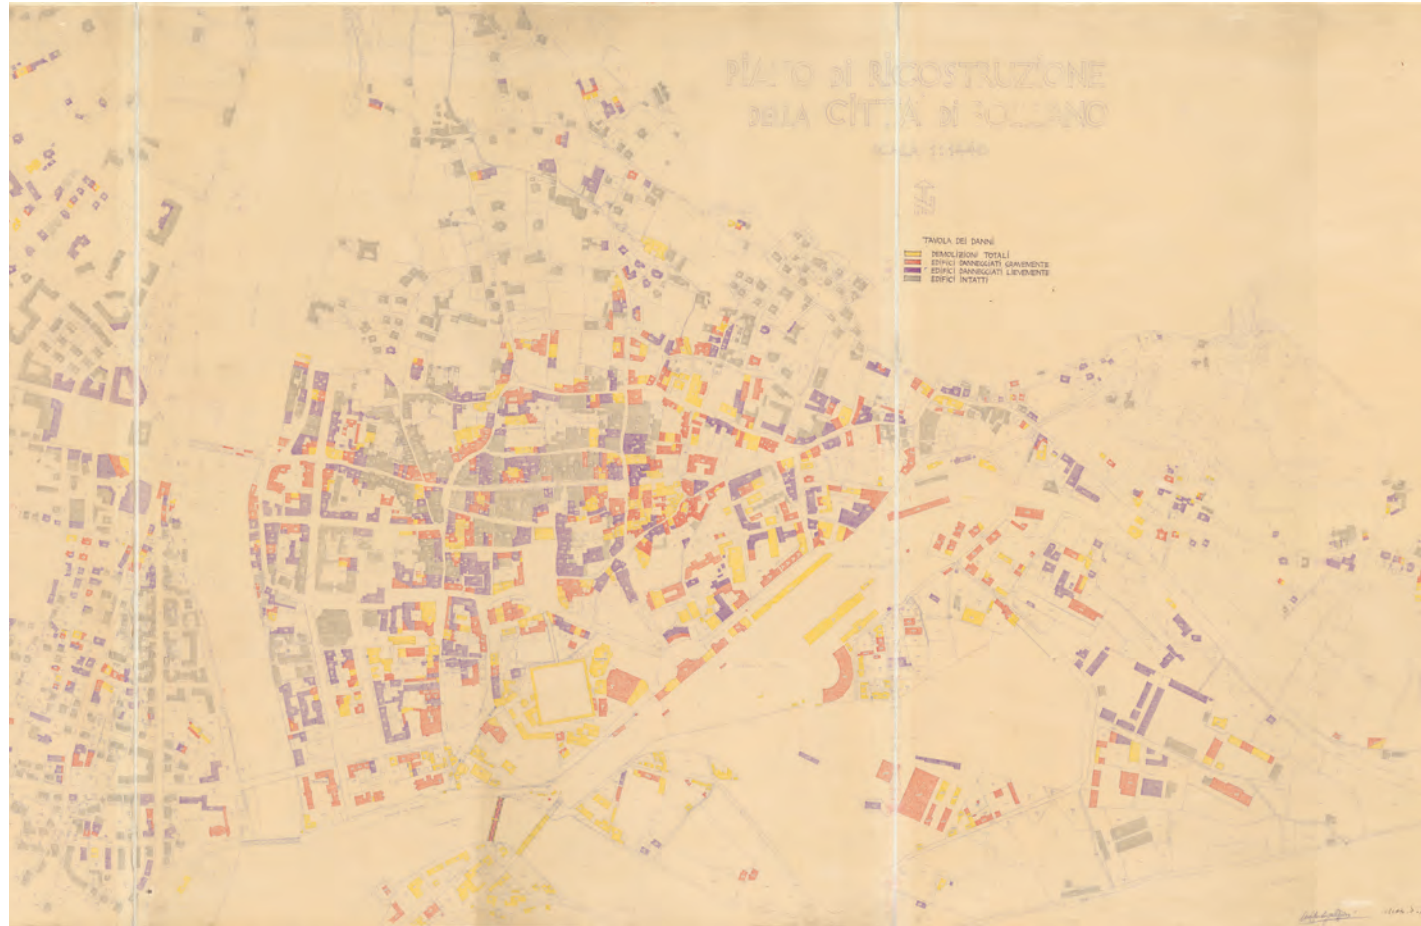 PIANO DI RICOSTRUZIONE
DELLA CITTÀ DI BOLZANO
SCALA
TAVOLA DEI DANNI
DEMOLIZIONI TOTALI
EDIFICI DANNEGGIATI GRAVEMENTE
EDIFICI DANNEGGIATI LIEVEMENTE
EDIFICI INTATTI